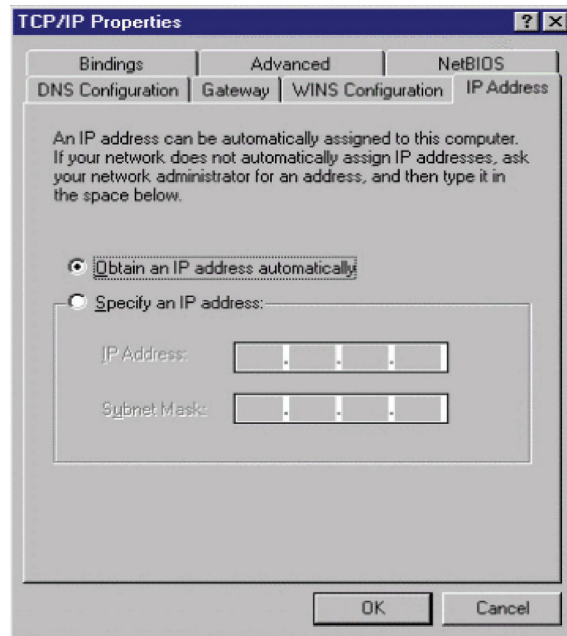 TCP/IP Properties
Bindings Advanced NetBIOS
DNS Configuration Gateway WINS Configuration IP Address
An IP address can be automatically assigned to this computer.
If your network does not automatically assign IP addresses, ask
your network administrator for an address, and then type it in
the space below.
Obtain an IP address automatically
Specify an IP address:
IP Address:
Subnet Mask:
OK Cancel